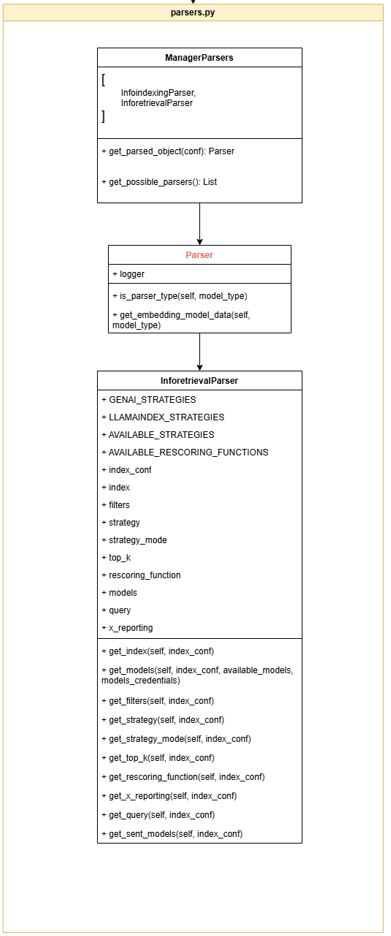 parsers.py
ManagerParsers
[
InfoindexingParser,
InforetrievalParser
]
+ get_parsed_object(conf): Parser
+ get_possible_parsers(): List
Parser
+ logger
+ is_parser_type(self, model_type)
+ get_embedding_model_data(self,
model_type)
InforetrievalParser
+ GENAI_STRATEGIES
+ LLAMAINDEX_STRATEGIES
+ AVAILABLE_STRATEGIES
+ AVAILABLE_RESCORING_FUNCTIONS
+ index_conf
+ index
+ filters
+ strategy
+ strategy_mode
+ top_k
+ rescoring_function
+ models
+ query
+ x_reporting
+ get_index(self, index_conf)
+ get_models(self, index_conf, available_models,
models_credentials)
+ get_filters(self, index_conf)
+ get_strategy(self, index_conf)
+ get_strategy_mode(self, index_conf)
+ get_top_k(self, index_conf)
+ get_rescoring_function(self, index_conf)
+ get_x_reporting(self, index_conf)
+ get_query(self, index_conf)
+ get_sent_models(self, index_conf)